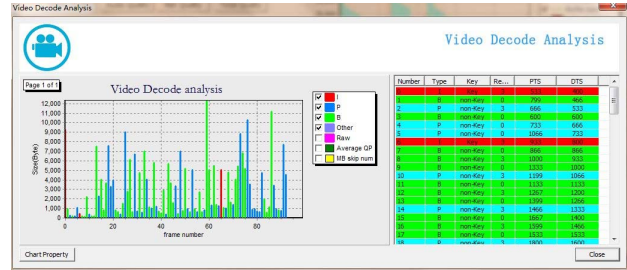 Video Decode Analysis
Video Decode Analysis
Page 1 of 1
Video Decode analysis
12,000
11,000
10,000
9,000
8,000
7,000
6,000
5,000
4,000
3,000
2,000
1,000
0
Size(Byte)
0 20 40 60 80
frame number
I
P
B
Other
Raw
Average QP
MB skip num
Number Type Key Re... PTS DTS
1 B non-Key 0 799 466
2 P non-Key 3 666 533
3 B non-Key 0 600 600
4 P non-Key 0 733 666
5 P non-Key 0 1066 733
7 B non-Key 0 866 866
8 B non-Key 3 1000 933
9 B non-Key 0 1333 1000
10 P non-Key 3 1199 1066
11 B non-Key 0 1133 1133
12 B non-Key 3 1267 1200
13 B non-Key 0 1399 1266
14 P non-Key 3 1466 1333
15 B non-Key 0 1667 1400
16 B non-Key 3 1599 1466
17 B non-Key 0 1533 1533
18 P non-Key 3 1800 1600
Chart Property
Close